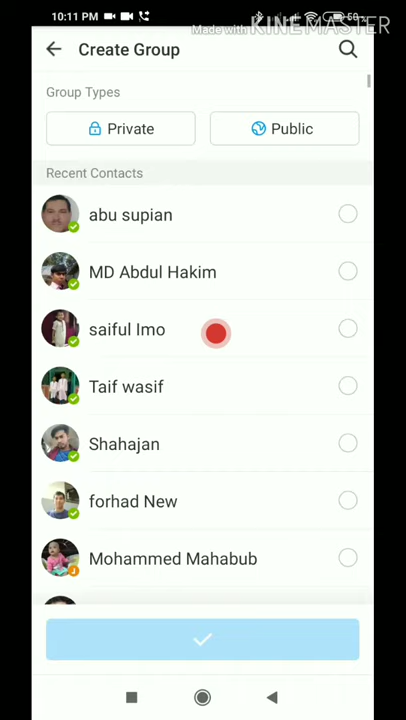 10:11 PM
50%
Made with KINEMASTER
Create Group
Group Types
Private
Public
Recent Contacts
abu supian
MD Abdul Hakim
saiful Imo
Taif wasif
Shahajan
forhad New
Mohammed Mahabub